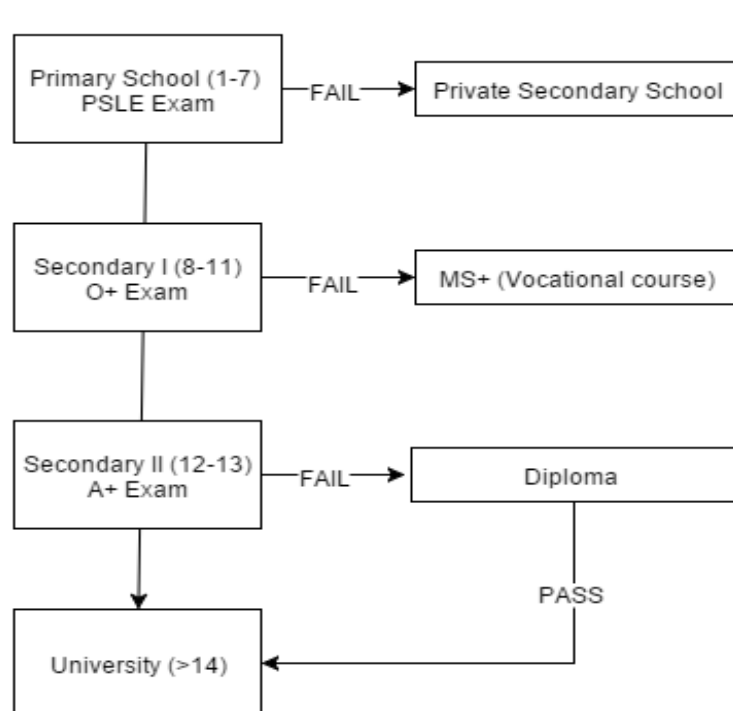 Primary School (1-7)
PSLE Exam
FAIL
Private Secondary School
Secondary I (8-11)
O+ Exam
FAIL
MS+ (Vocational course)
Secondary II (12-13)
A+ Exam
FAIL
Diploma
PASS
University (>14)